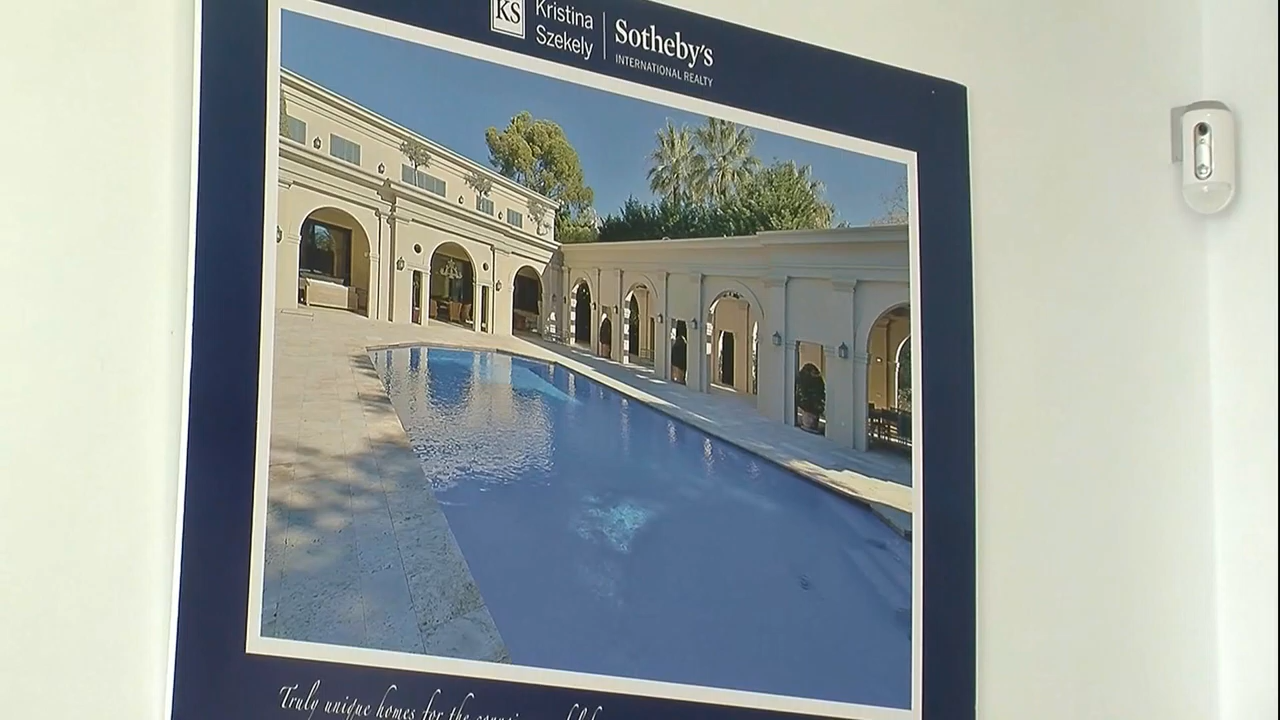 KS
Kristina
Szekely
Sotheby's
INTERNATIONAL REALTY
Truly unique homes for the